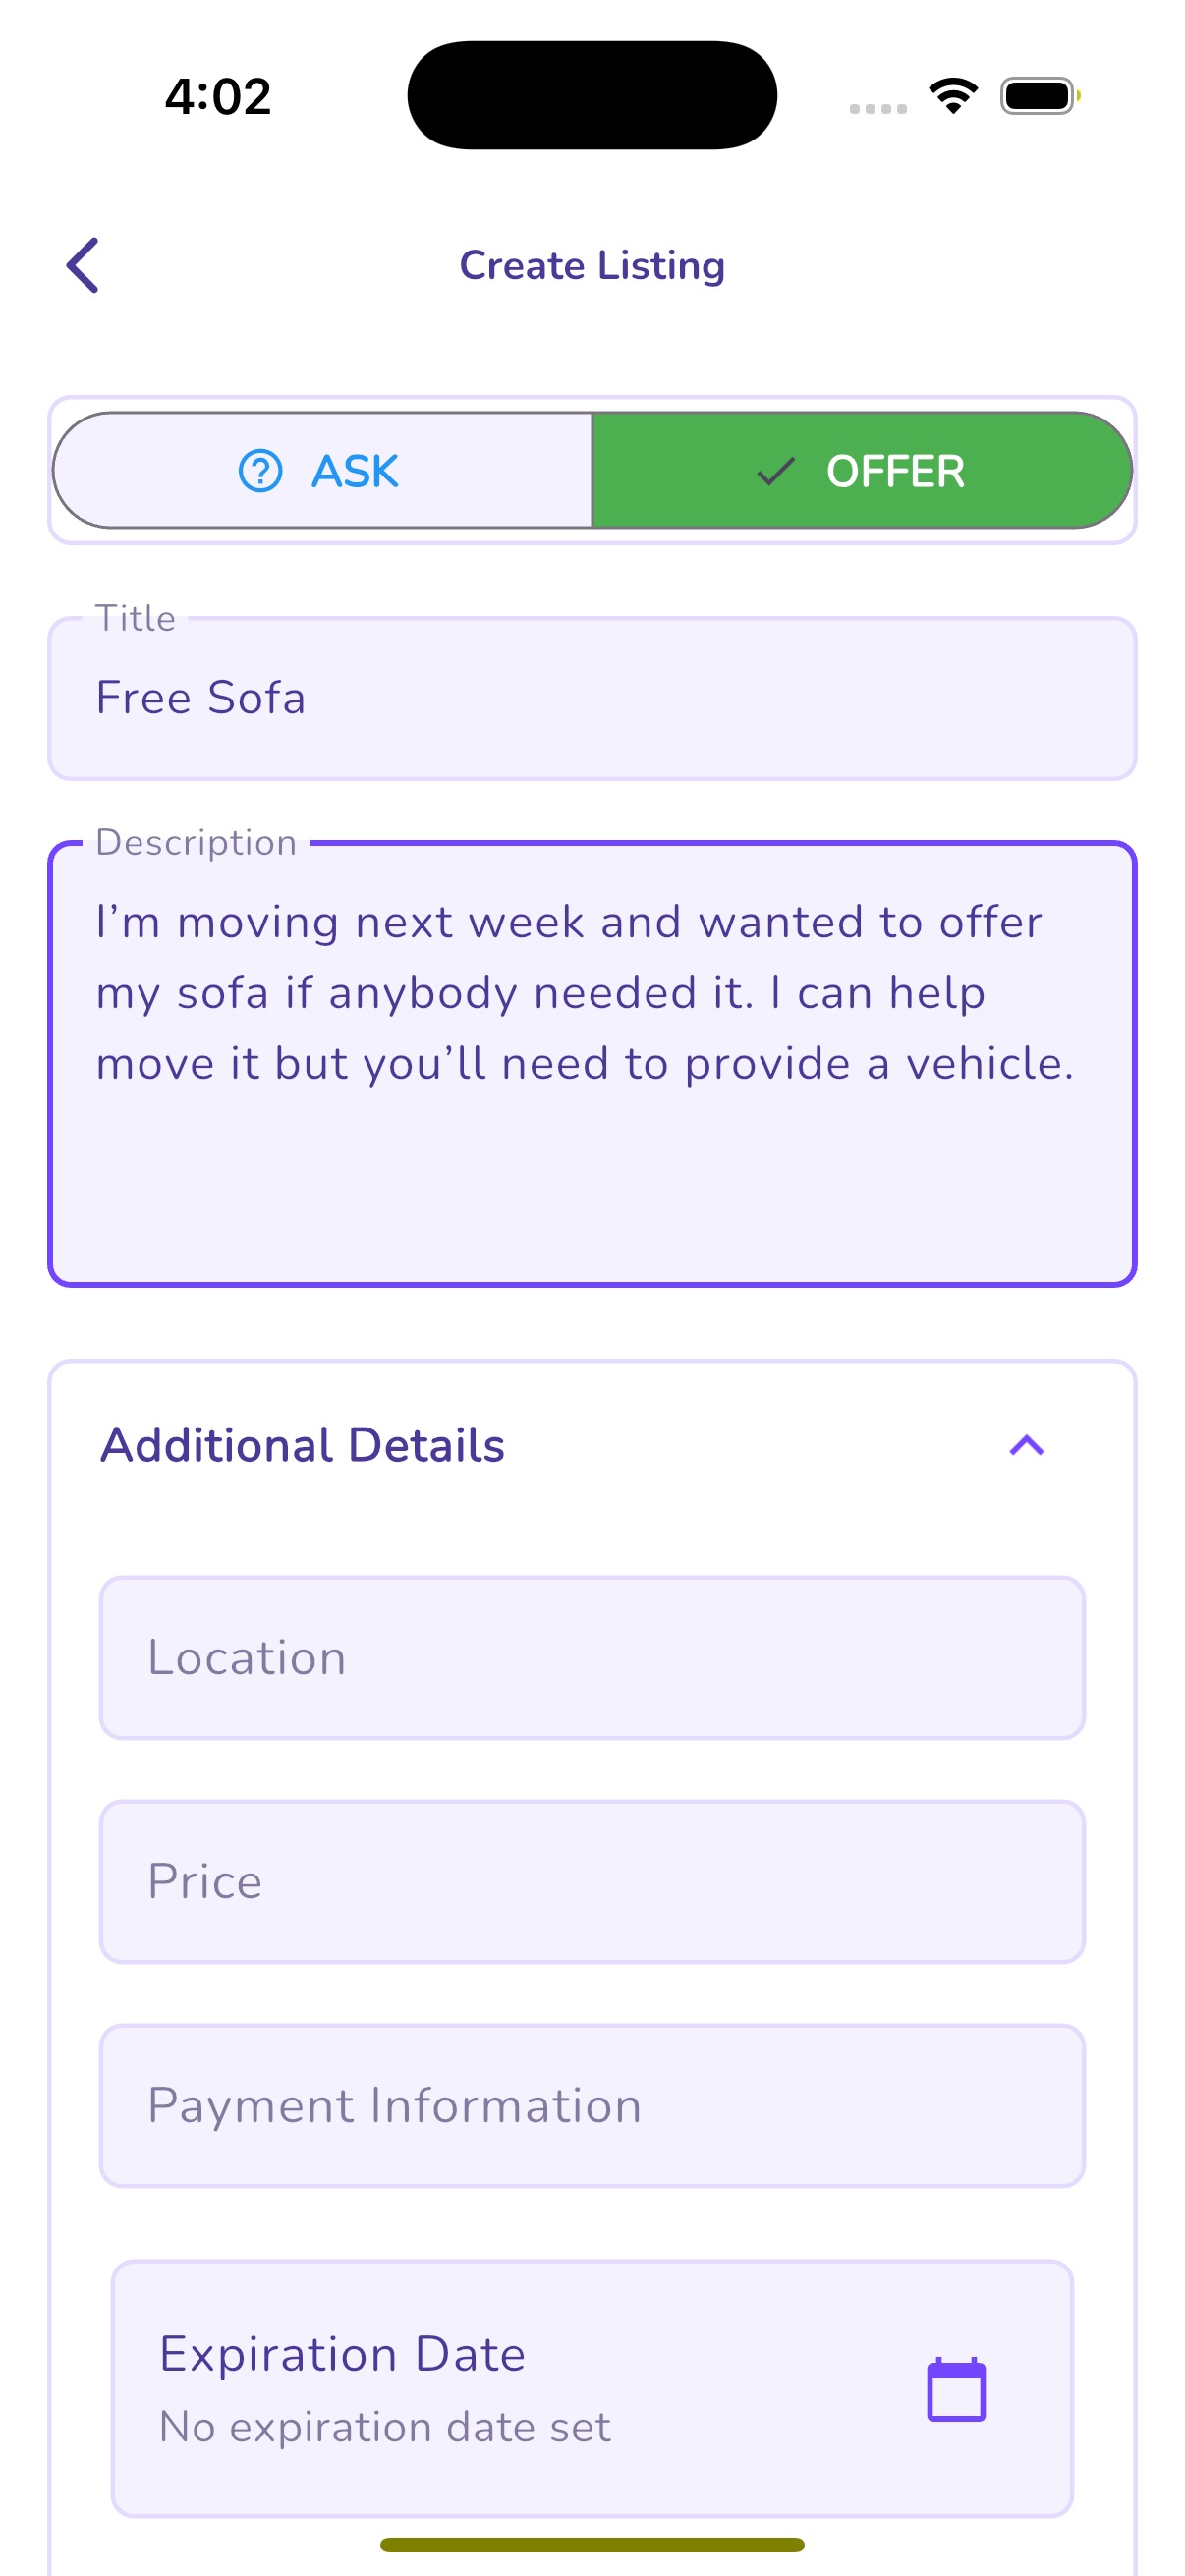 4:02
Create Listing
ASK
OFFER
Title
Free Sofa
Description
I’m moving next week and wanted to offer
my sofa if anybody needed it. I can help
move it but you’ll need to provide a vehicle.
Additional Details
Location
Price
Payment Information
Expiration Date
No expiration date set